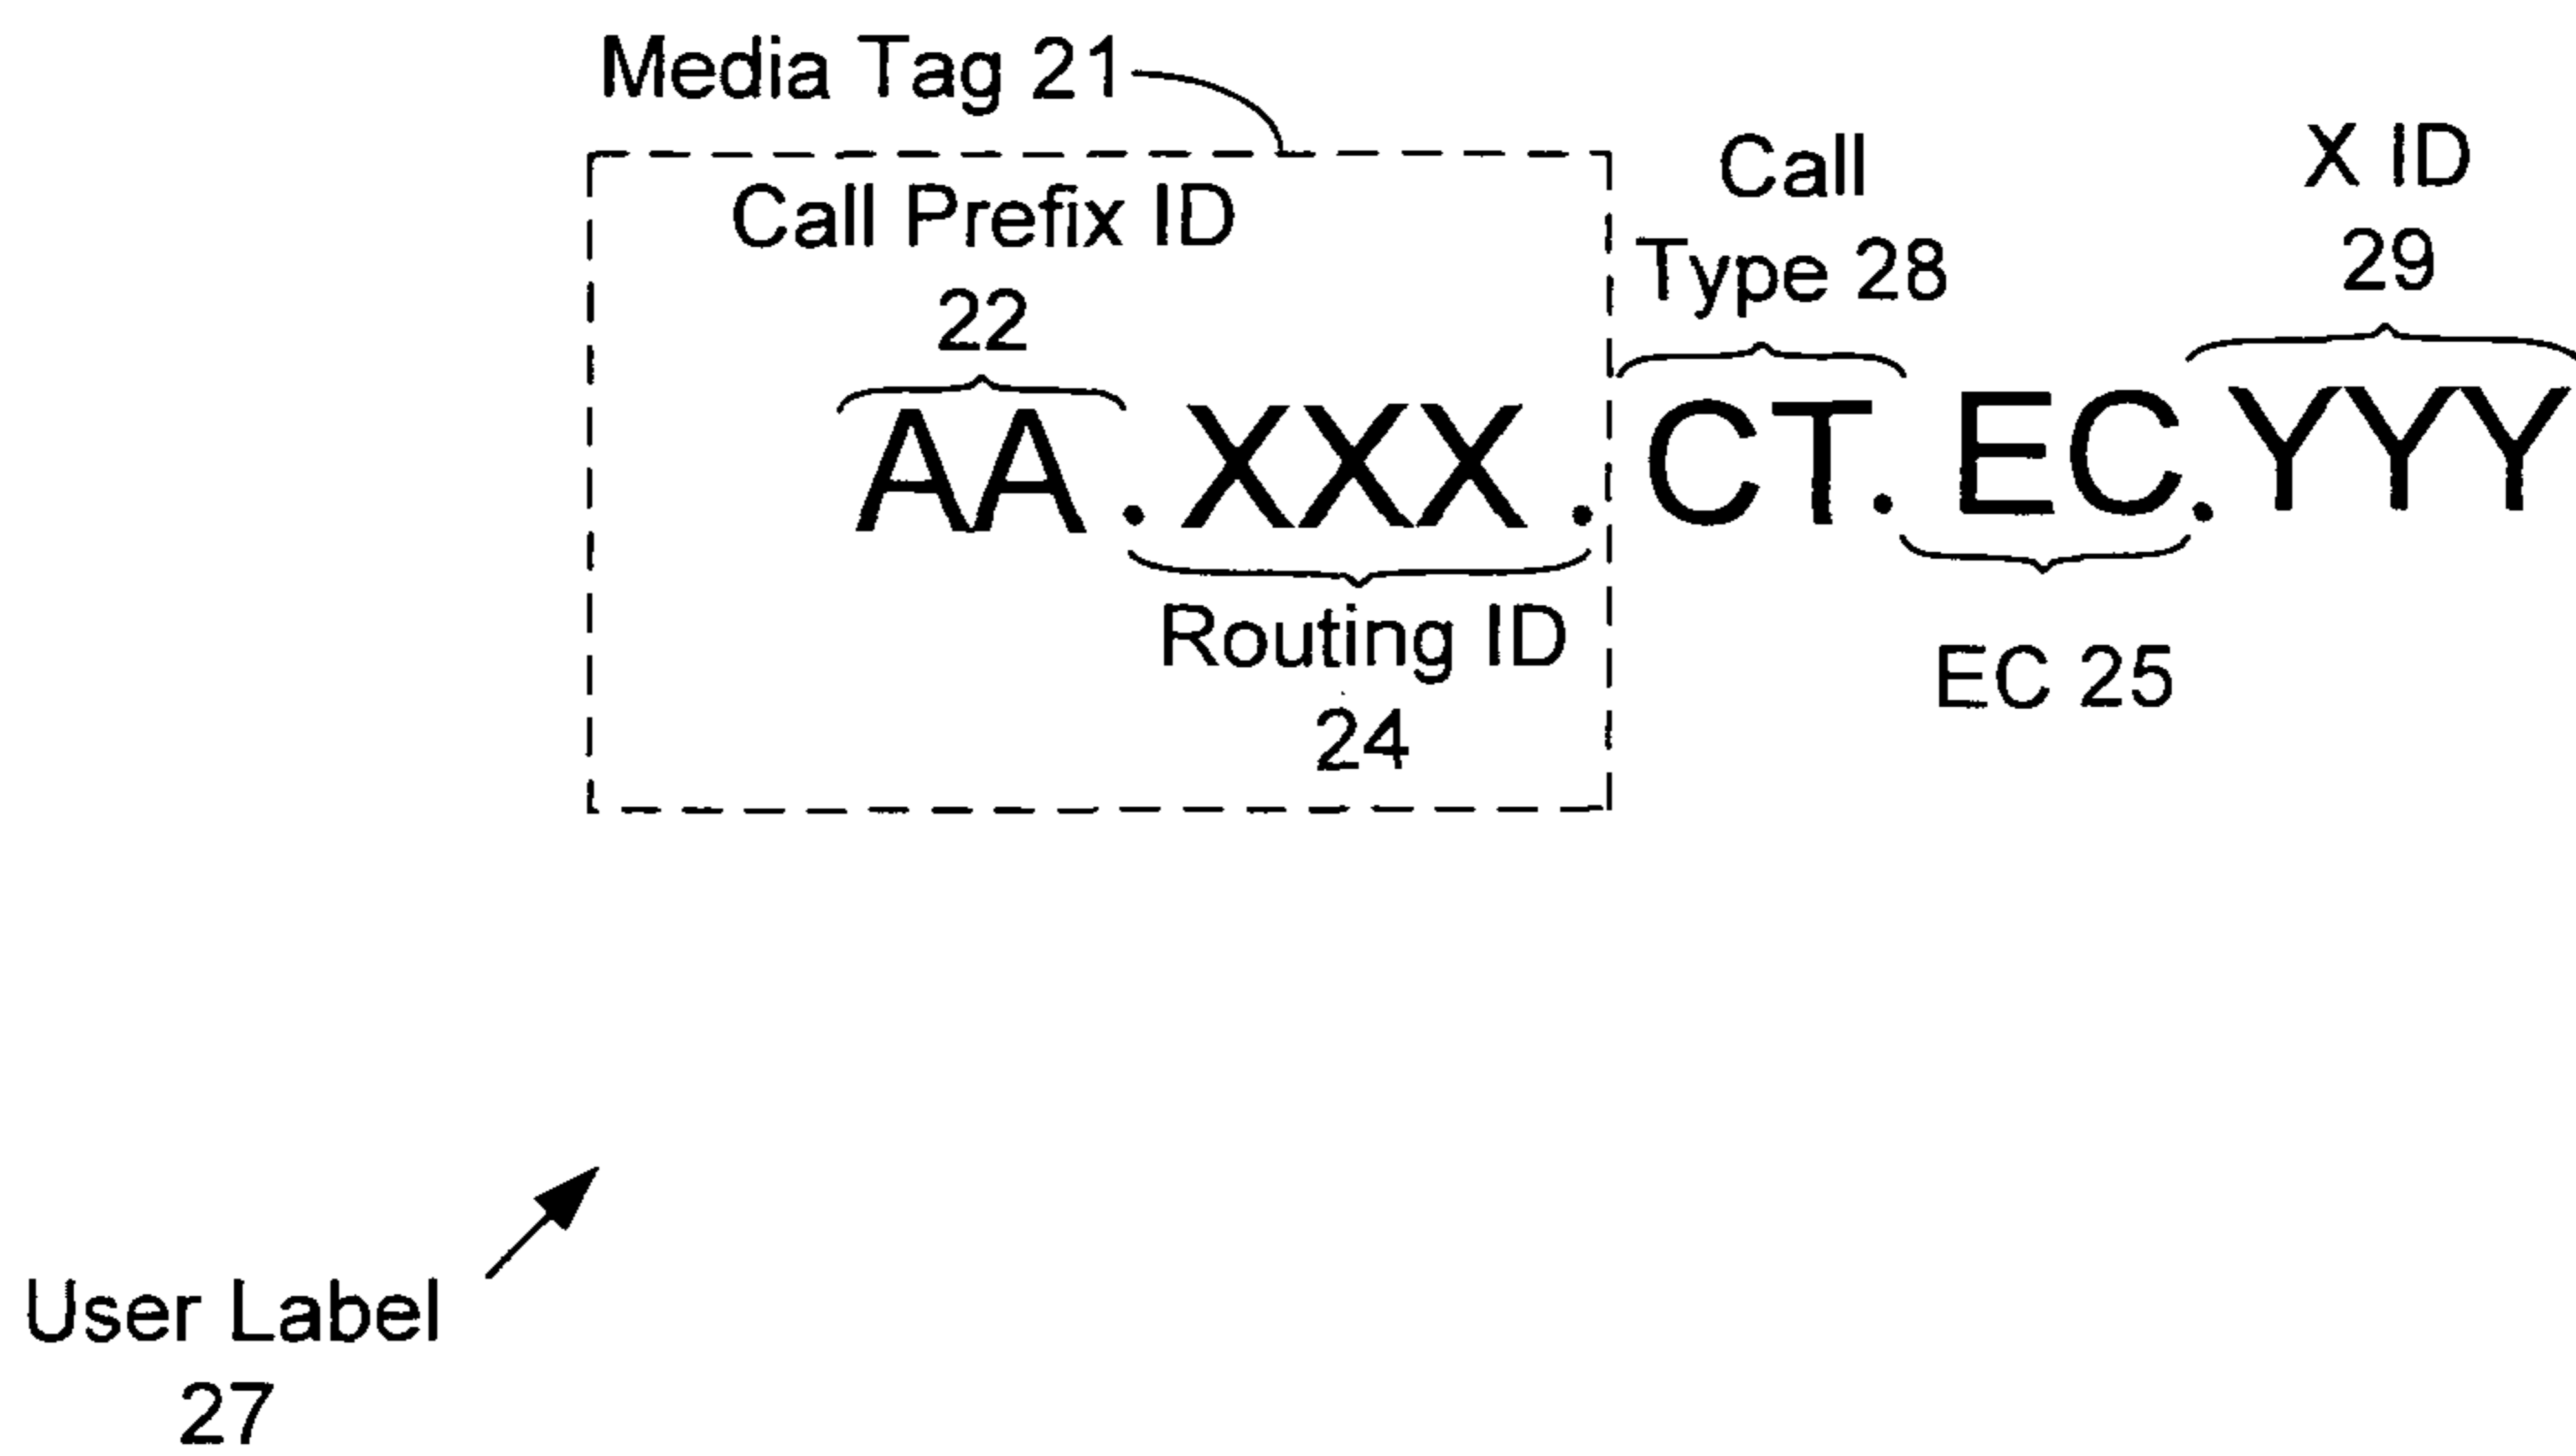 Media Tag 21
Call Prefix ID
22
Call
Type 28
X ID
29
AA.XXX.CT.EC.YYY
Routing ID
24
EC 25
User Label
27